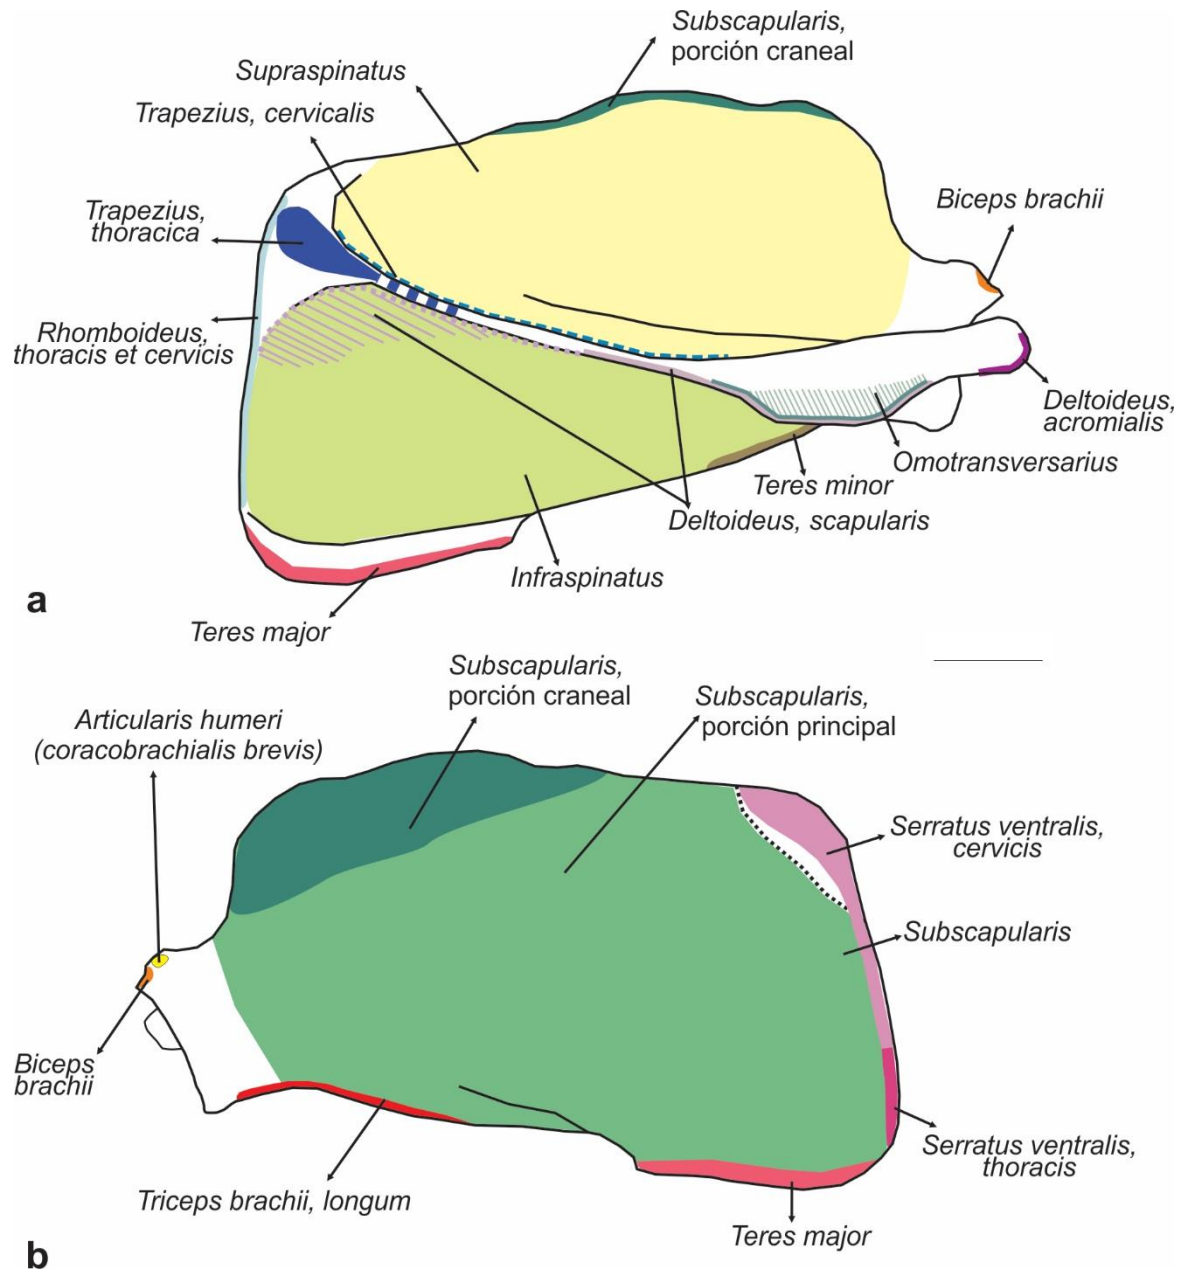 Subscapularis,
porción craneal
Supraspinatus
Trapezius, cervicalis
Trapezius,
thoracica
Biceps brachii
Rhomboideus,
thoracis et cervicis
Deltoideus,
acromialis
Omotransversarius
Teres minor
Deltoideus, scapularis
Infraspinatus
a
Teres major
Subscapularis,
porción craneal
Subscapularis,
porción principal
Articularis humeri
(coracobrachialis brevis)
Serratus ventralis,
cervicis
Subscapularis
Biceps
brachii
Serratus ventralis,
thoracis
Triceps brachii, longum
Teres major
b